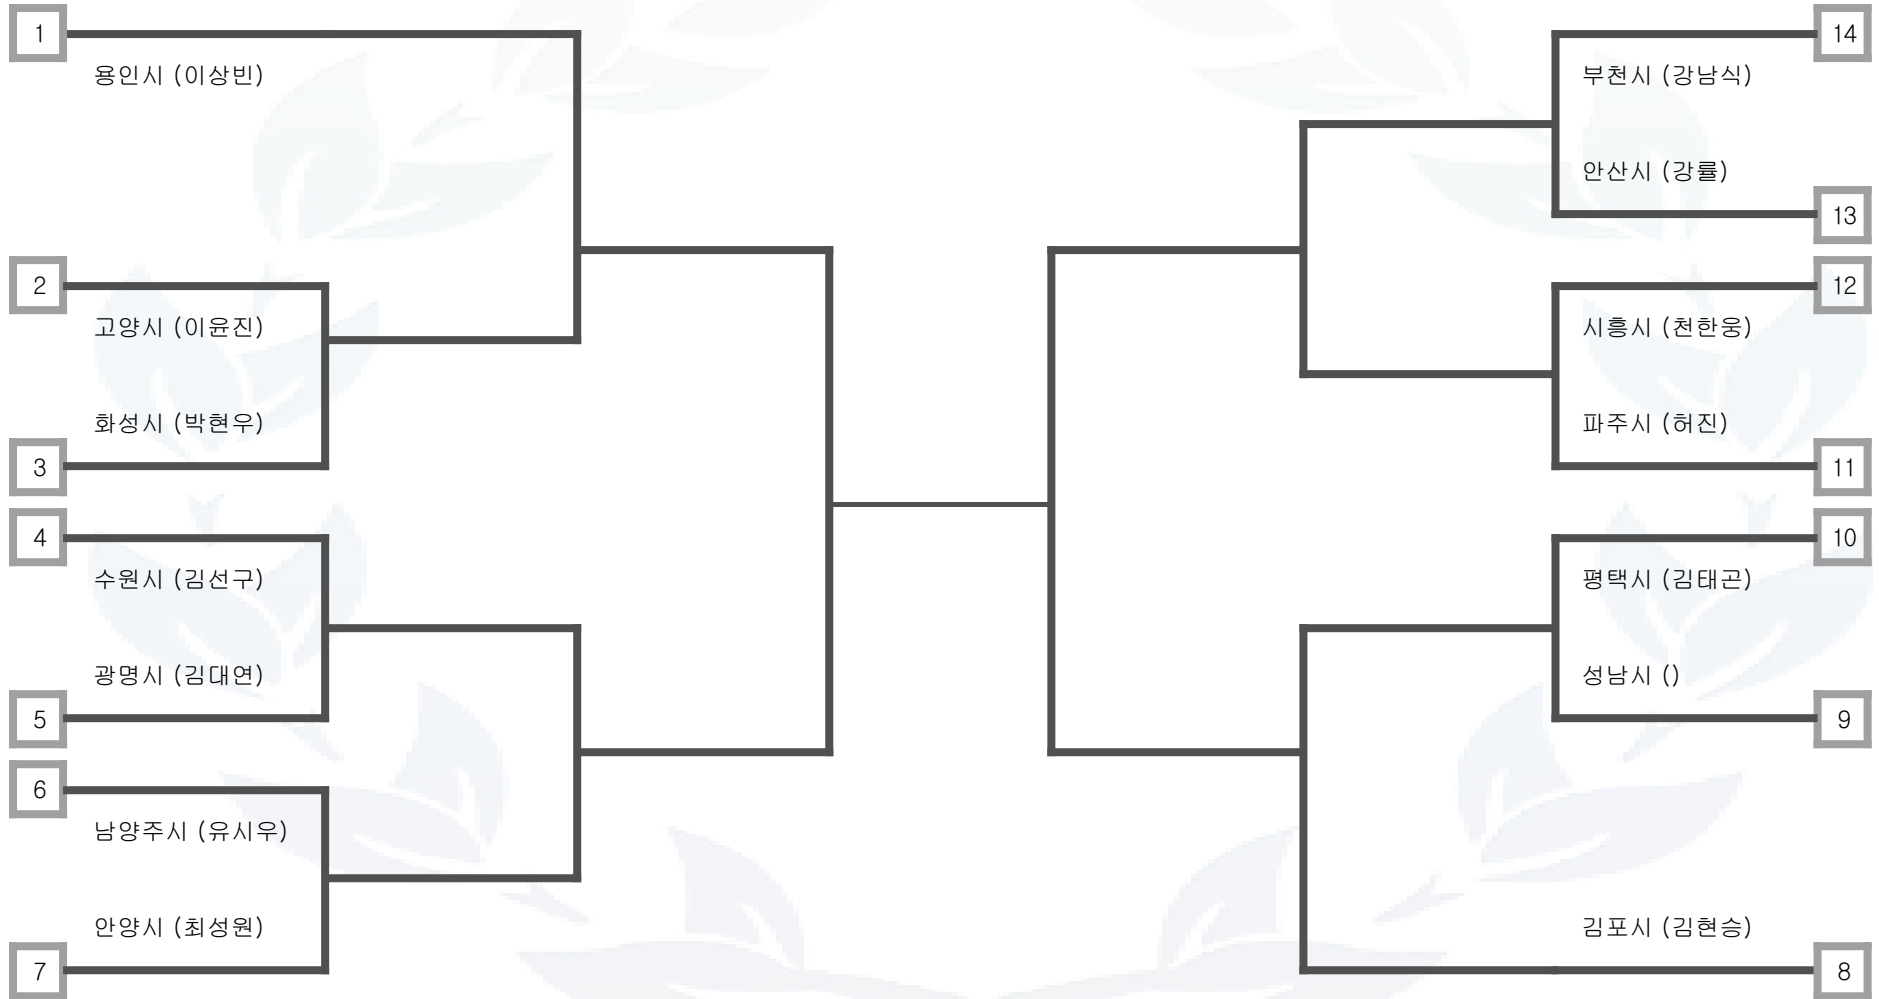 1
용인시 (이상빈)
2
고양시 (이윤진)
화성시 (박현우)
3
4
수원시 (김선구)
광명시 (김대연)
5
6
남양주시 (유시우)
안양시 (최성원)
7
14
부천시 (강남식)
안산시 (강률)
13
12
시흥시 (천한웅)
파주시 (허진)
11
10
평택시 (김태곤)
성남시 ()
9
김포시 (김현승)
8